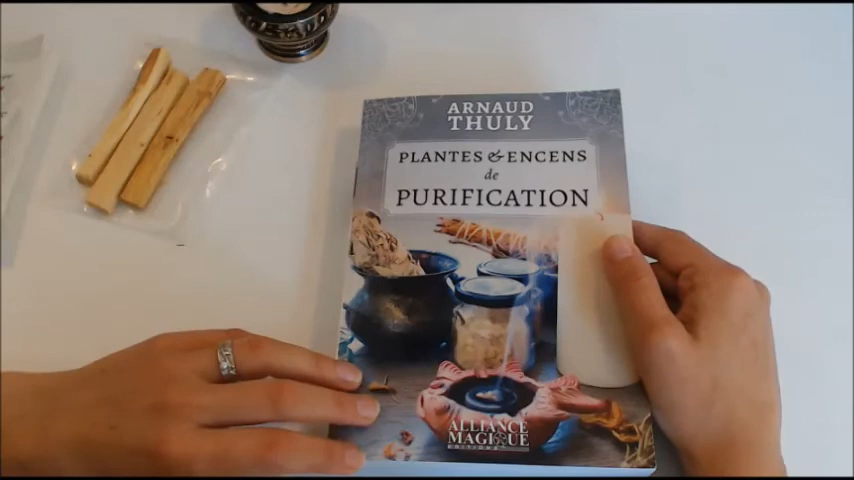 ARNAUD
THULY
PLANTES & ENCENS
de
PURIFICATION
ALLIANCE
MAGIQUE